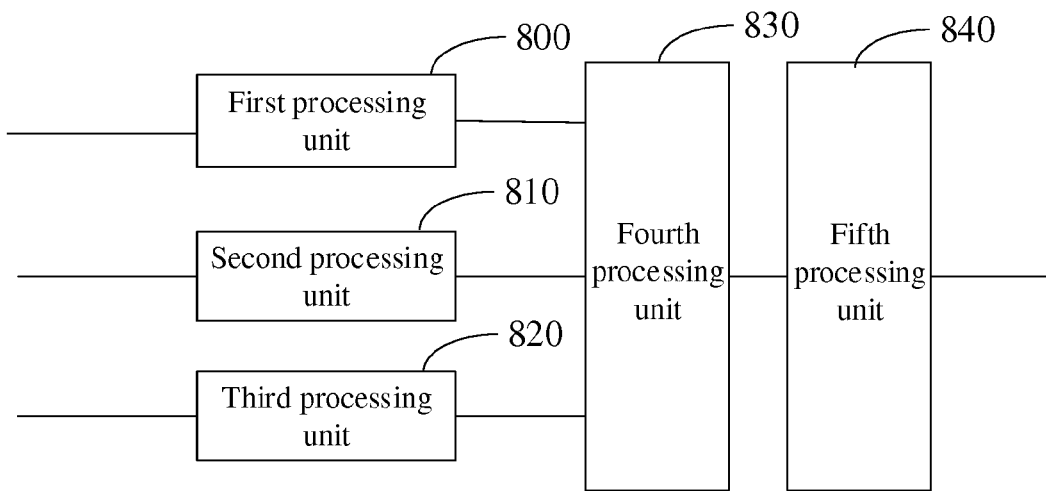 800
First processing
unit
810
Second processing
unit
820
Third processing
unit
830
Fourth
processing
unit
840
Fifth
processing
unit